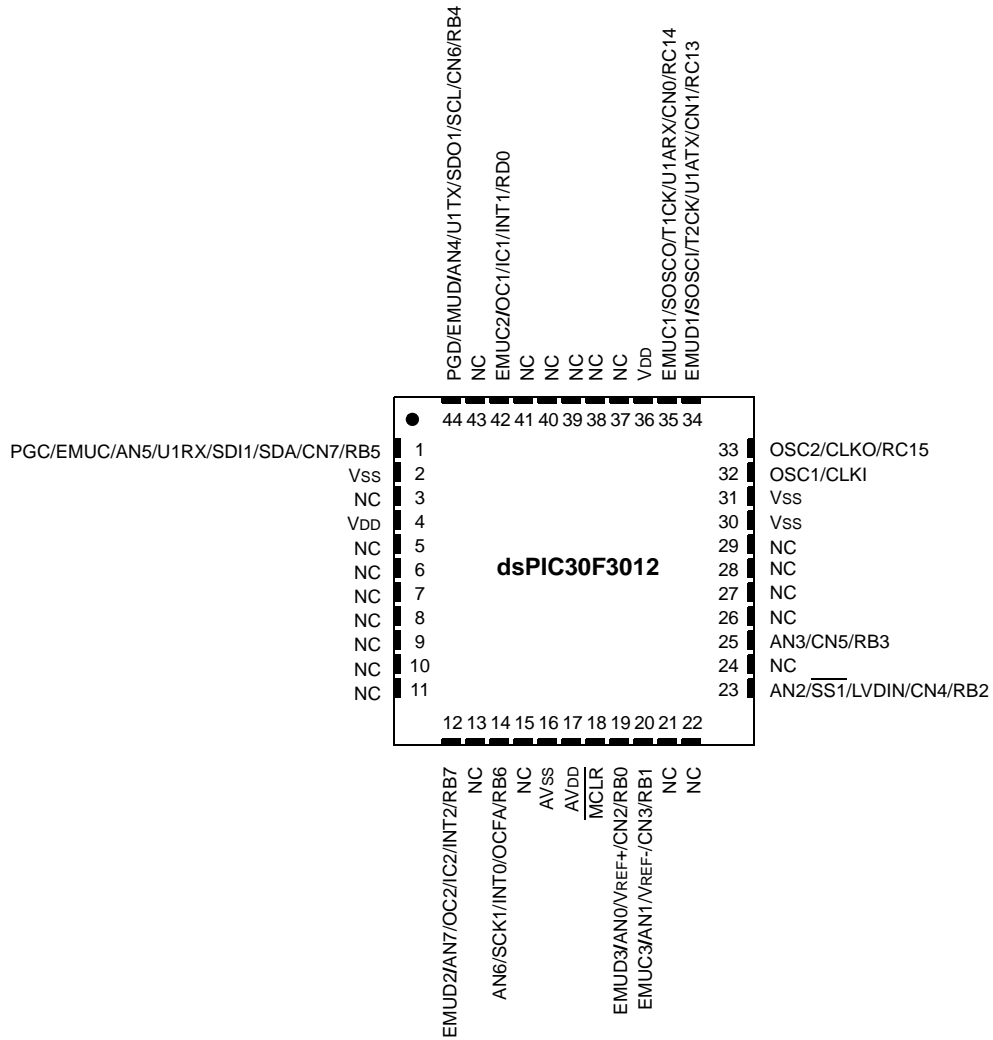 PGD/EMUD/AN4/U1TX/SDO1/SCL/CN6/RB4
NC
EMUC2/OC1/IC1/INT1/RD0
NC
NC
NC
NC
NC
VDD
EMUC1/SOSCO/T1CK/U1ARX/CN0/RC14
EMUD1/SOSCI/T2CK/U1ATX/CN1/RC13
44 43 42 41 40 39 38 37 36 35 34
PGC/EMUC/AN5/U1RX/SDI1/SDA/CN7/RB5 1
VSS 2
NC 3
VDD 4
NC 5
NC 6
NC 7
NC 8
NC 9
NC 10
NC 11
dsPIC30F3012
33 OSC2/CLKO/RC15
32 OSC1/CLKI
31 VSS
30 VSS
29 NC
28 NC
27 NC
26 NC
25 AN3/CN5/RB3
24 NC
23 AN2/SS1/LVDIN/CN4/RB2
12 13 14 15 16 17 18 19 20 21 22
EMUD2/AN7/OC2/IC2/INT2/RB7
NC
AN6/SCK1/INT0/OCFA/RB6
NC
AVSS
AVDD
MCLR
EMUD3/AN0/VREF+/CN2/RB0
EMUC3/AN1/VREF-/CN3/RB1
NC
NC